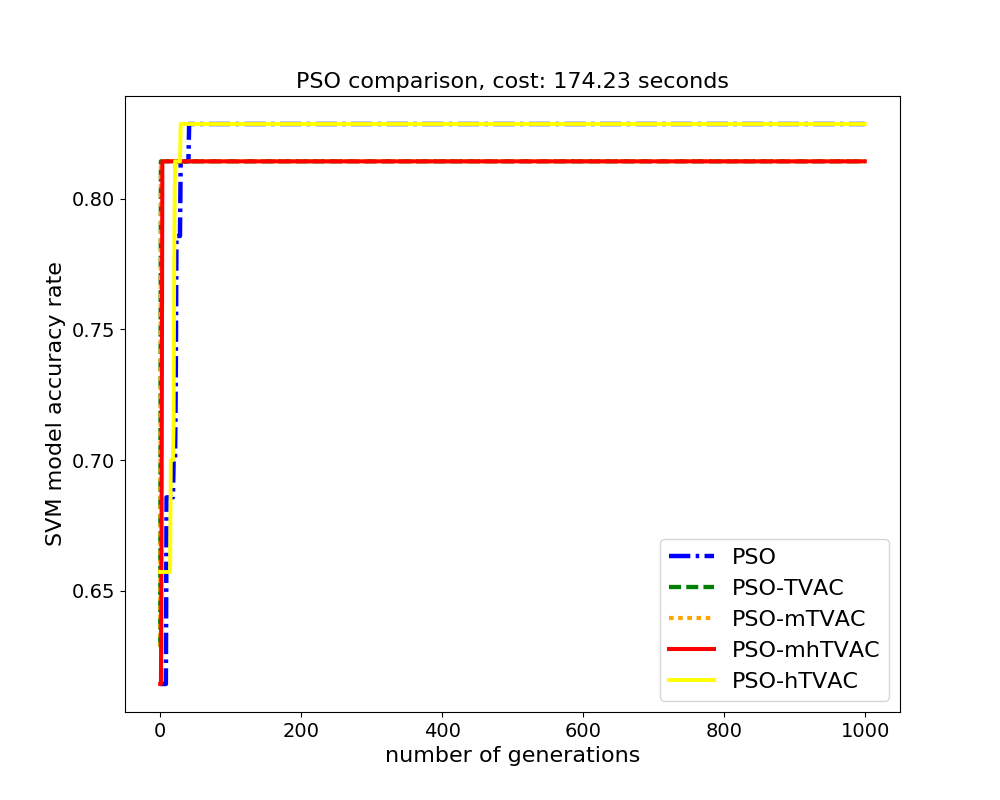 PSO comparison, cost: 174.23 seconds
SVM model accuracy rate
0.80
0.75
0.70
0.65
0
200
400
600
800
1000
number of generations
PSO
PSO-TVAC
PSO-mTVAC
PSO-mhTVAC
PSO-hTVAC